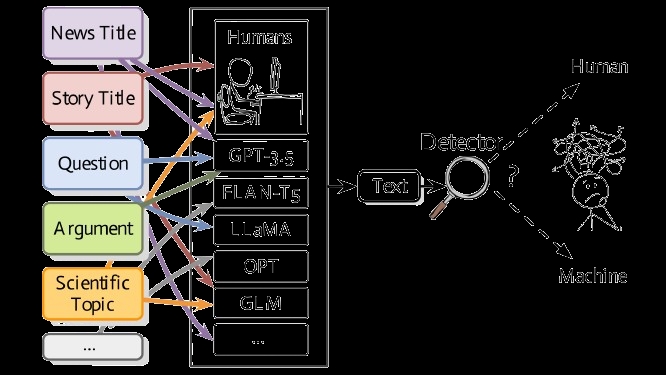 News Title
Story Title
Question
Argument
Scientific
Topic
...
Humans
GPT-3.5
FLAN-T5
LLaMA
OPT
GLM
...
Text
Detector
?
Human
Machine